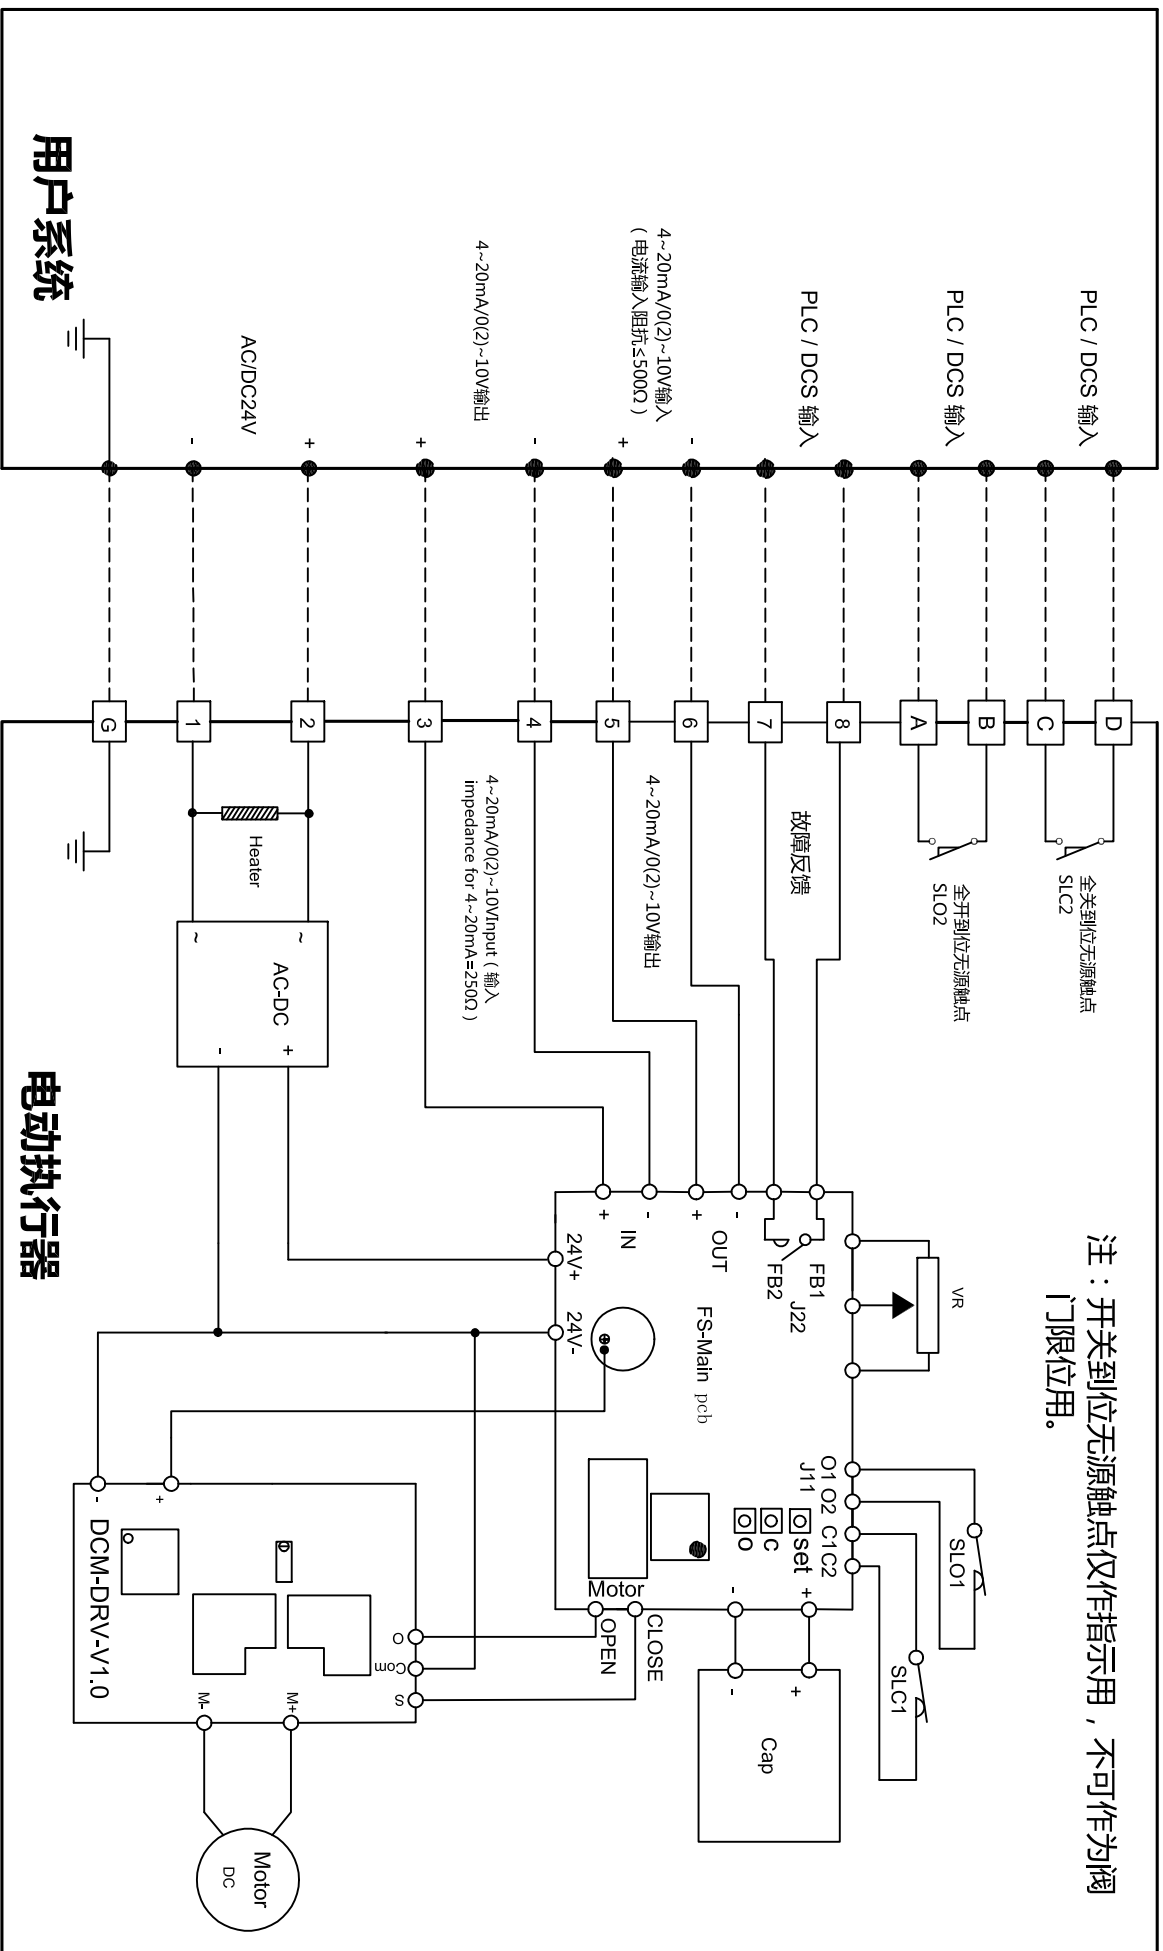 PLC / DCS 输入
PLC / DCS 输入
PLC / DCS 输入
4~20mA/0(2)~10V输入
( 电流输入阻抗≤500Ω )
-
+
4~20mA/0(2)~10V输出
-
+
AC/DC24V
+
-
用户系统
D
C
B
A
8
7
6
5
4
3
2
1
G
全关到位无源触点
SLC2
全开到位无源触点
SLO2
故障反馈
4~20mA/0(2)~10V输出
4~20mA/0(2)~10VInput ( 输入
impedance for 4~20mA=250Ω )
Heater
~
~
AC-DC
+
-
电动执行器
注：开关到位无源触点仅作指示用，不可作为阀
门限位用。
VR
FB1
J22
FB2
-
OUT
+
-
IN
+
24V+
24V-
FS-Main pcb
O1 O2 C1C2
J11
set
c
o
SLO1
SLC1
+
-
+
-
Cap
Motor
CLOSE
OPEN
+
-
O
Com
S
M+
M-
DCM-DRV-V1.0
Motor
DC